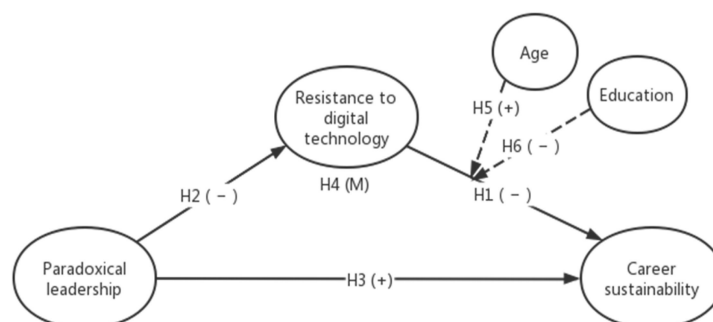 Age
Education
Resistance to
digital
technology
H5 (+)
H6 ( − )
H4 (M)
H2 ( − )
H1 ( − )
Paradoxical
leadership
H3 (+)
Career
sustainability